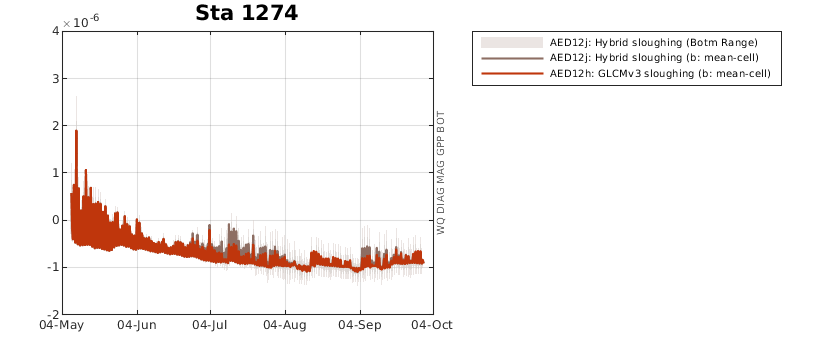 Sta 1274
×10^-6
4
3
2
1
0
-1
-2
04-May 04-Jun 04-Jul 04-Aug 04-Sep 04-Oct
WQ DIAG MAG GPP BOT
AED12j: Hybrid sloughing (Botm Range)
AED12j: Hybrid sloughing (b: mean-cell)
AED12h: GLCMv3 sloughing (b: mean-cell)